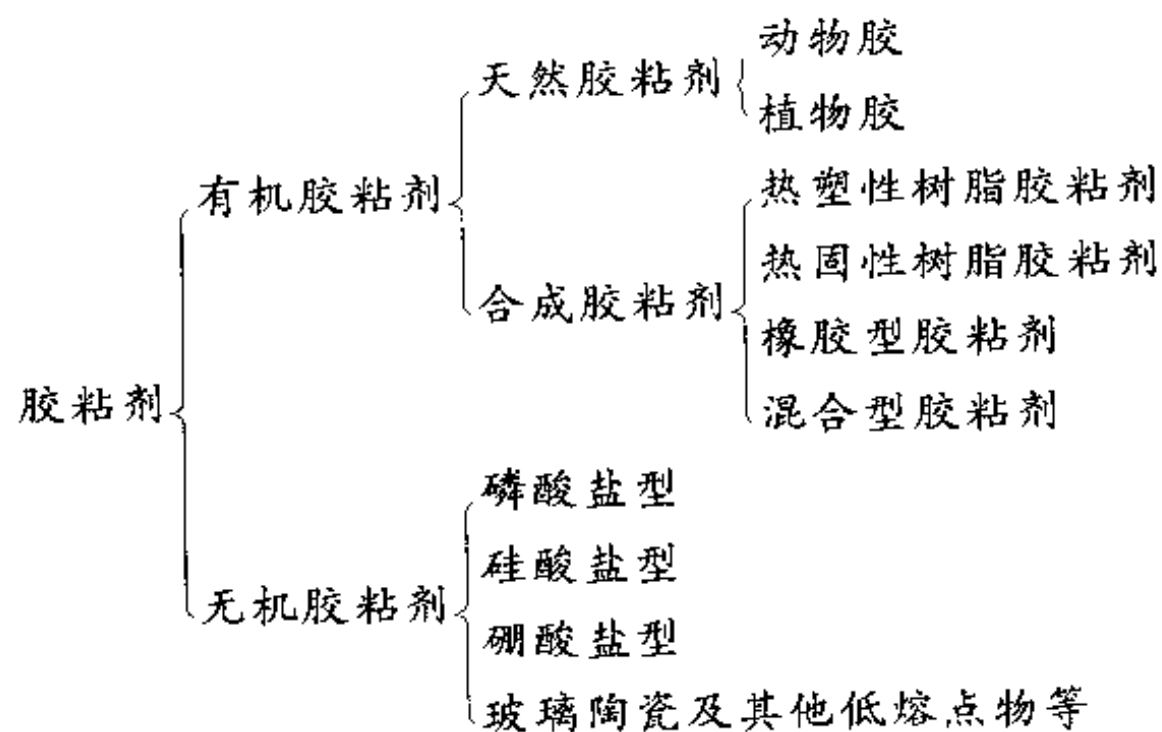 动物胶
天然胶粘剂
植物胶
有机胶粘剂
热塑性树脂胶粘剂
热固性树脂胶粘剂
合成胶粘剂
橡胶型胶粘剂
混合型胶粘剂
胶粘剂
磷酸盐型
硅酸盐型
无机胶粘剂
硼酸盐型
玻璃陶瓷及其他低熔点物等